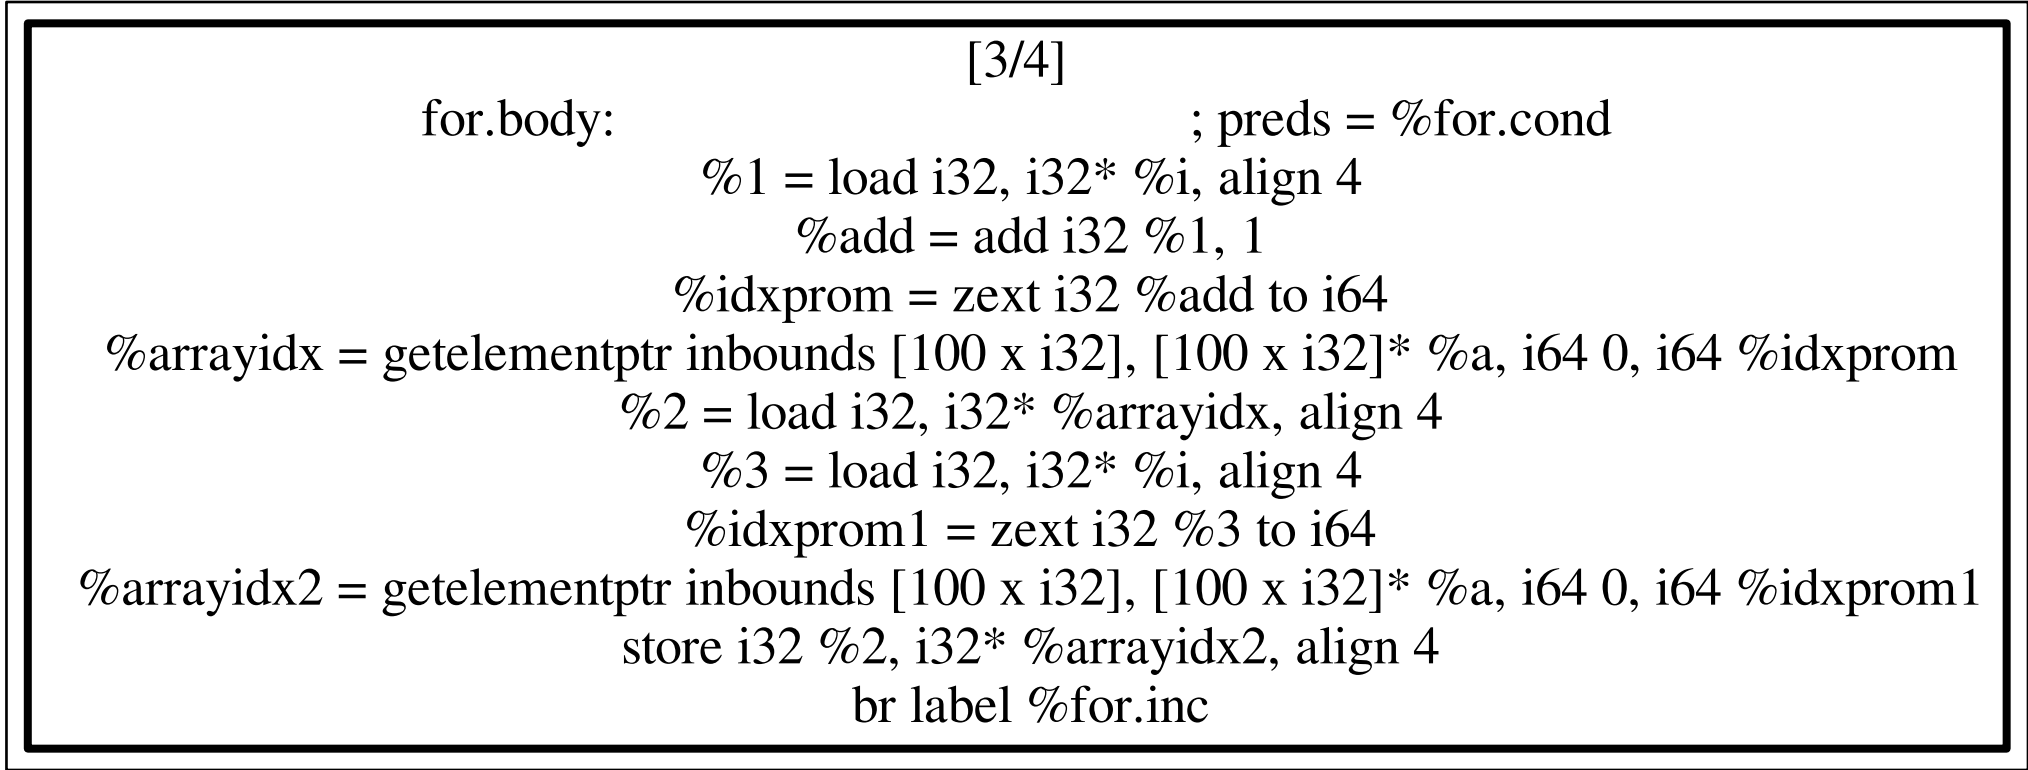 [3/4]
for.body: ; preds = %for.cond
%1 = load i32, i32* %i, align 4
%add = add i32 %1, 1
%idxprom = zext i32 %add to i64
%arrayidx = getelementptr inbounds [100 x i32], [100 x i32]* %a, i64 0, i64 %idxprom
%2 = load i32, i32* %arrayidx, align 4
%3 = load i32, i32* %i, align 4
%idxprom1 = zext i32 %3 to i64
%arrayidx2 = getelementptr inbounds [100 x i32], [100 x i32]* %a, i64 0, i64 %idxprom1
store i32 %2, i32* %arrayidx2, align 4
br label %for.inc